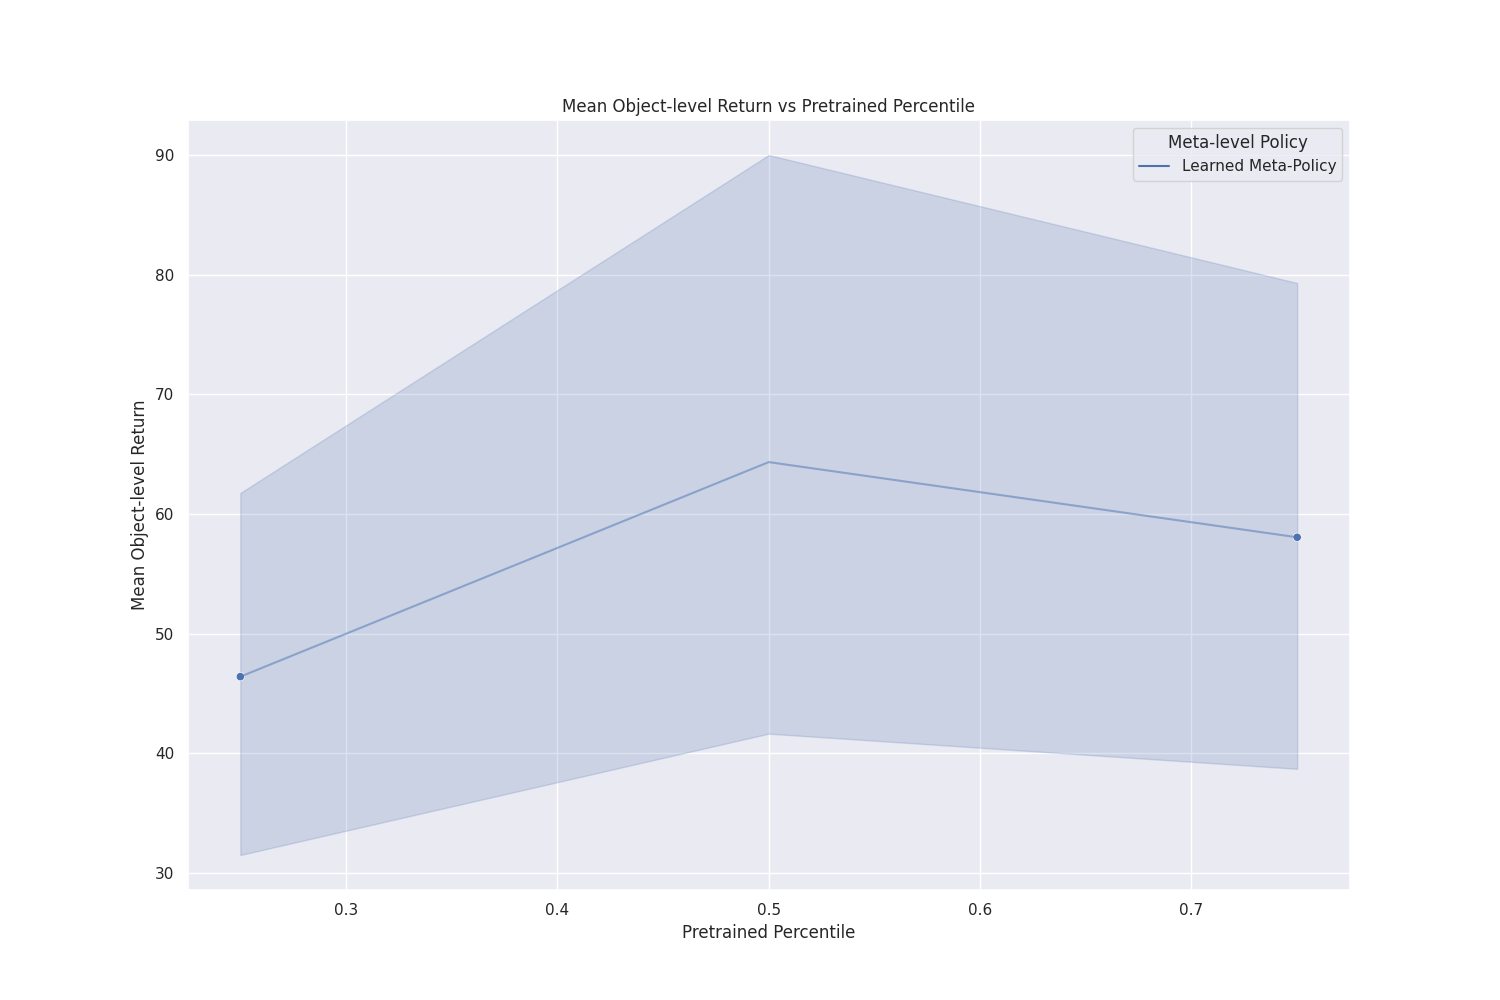 Mean Object-level Return vs Pretrained Percentile
Meta-level Policy
Learned Meta-Policy
Mean Object-level Return
90
80
70
60
50
40
30
0.3
0.4
0.5
0.6
0.7
Pretrained Percentile